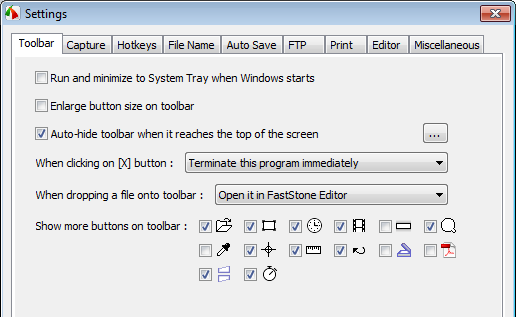 Settings
Toolbar Capture Hotkeys File Name Auto Save FTP Print Editor Miscellaneous
Run and minimize to System Tray when Windows starts
Enlarge button size on toolbar
Auto-hide toolbar when it reaches the top of the screen ...
When clicking on [X] button : Terminate this program immediately
When dropping a file onto toolbar : Open it in FastStone Editor
Show more buttons on toolbar :